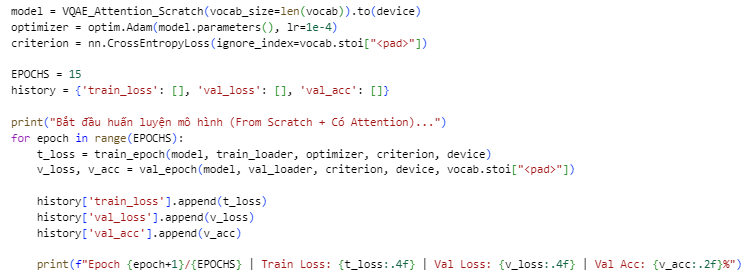 model = VQAE_Attention_Scratch(vocab_size=len(vocab)).to(device)
optimizer = optim.Adam(model.parameters(), lr=1e-4)
criterion = nn.CrossEntropyLoss(ignore_index=vocab.stoi["<pad>"])

EPOCHS = 15
history = {'train_loss': [], 'val_loss': [], 'val_acc': []}

print("Bắt đầu huấn luyện mô hình (From Scratch + Có Attention)...")
for epoch in range(EPOCHS):
    t_loss = train_epoch(model, train_loader, optimizer, criterion, device)
    v_loss, v_acc = val_epoch(model, val_loader, criterion, device, vocab.stoi["<pad>"])

    history['train_loss'].append(t_loss)
    history['val_loss'].append(v_loss)
    history['val_acc'].append(v_acc)

    print(f"Epoch {epoch+1}/{EPOCHS} | Train Loss: {t_loss:.4f} | Val Loss: {v_loss:.4f} | Val Acc: {v_acc:.2f}%")